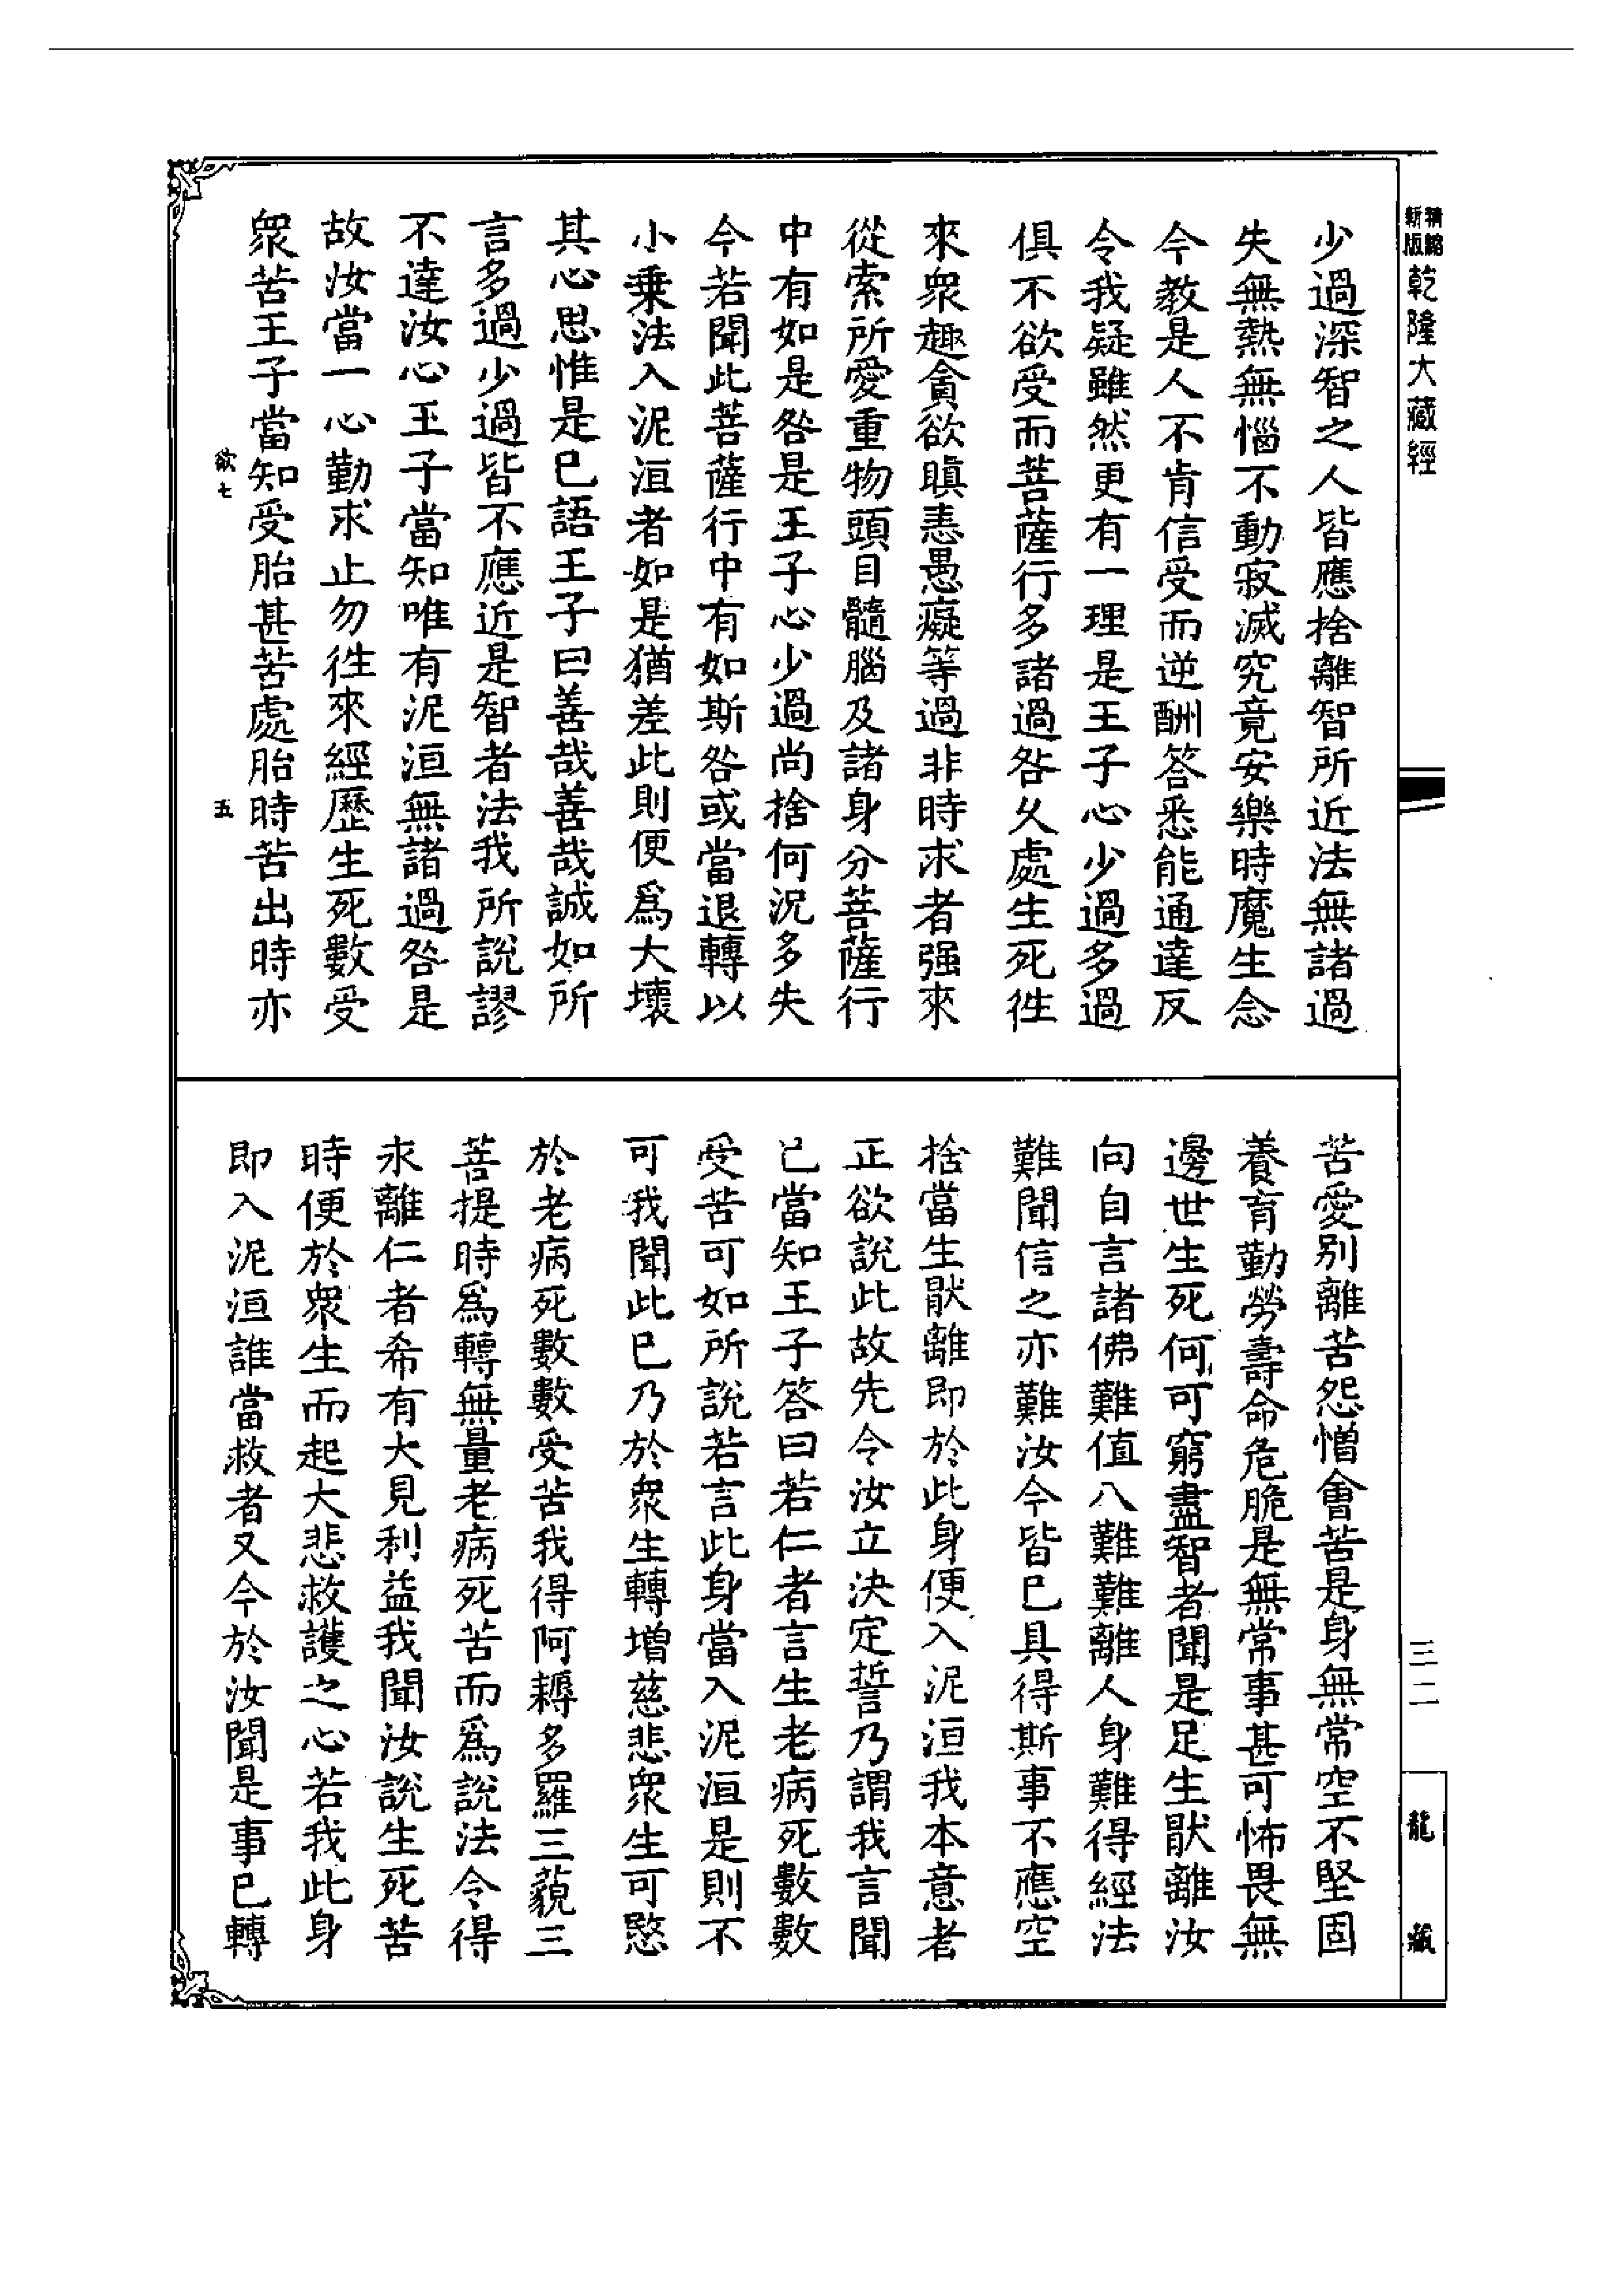 精縮
新版
乾隆大藏經
少過深智之人皆應捨離智所近法無諸過
失無熱無惱不動寂滅究竟安樂時魔生念
今教是人不肯信受而逆酬答悉能通達反
令我疑雖然更有一理是王子心少過多過
俱不欲受而菩薩行多諸過咎久處生死徃
來衆趣貪欲瞋恚愚癡等過非時求者强來
從索所愛重物頭目髓腦及諸身分菩薩行
中有如是咎是王子心少過尚捨何況多失
今若聞此菩薩行中有如斯咎或當退轉以
小乗法入泥洹者如是猶差此則便爲大壞
其心思惟是已語王子曰善哉善哉誠如所
言多過少過皆不應近是智者法我所說謬
不達汝心王子當知唯有泥洹無諸過咎是
故汝當一心勤求止勿徃來經歷生死數受
衆苦王子當知受胎甚苦處胎時苦出時亦
欲七
五
苦愛别離苦怨憎會苦是身無常空不堅固
養育勤勞壽命危脆是無常事甚可怖畏無
邊世生死何可窮盡智者聞是足生猒離汝
向自言諸佛難值八難難離人身難得經法
難聞信之亦難汝今皆已具得斯事不應空
捨當生猒離即於此身便入泥洹我本意者
正欲說此故先令汝立決定誓乃謂我言聞
已當知王子答曰若仁者言生老病死數數
受苦可如所說若言此身當入泥洹是則不
可我聞此已乃於衆生轉增慈悲衆生可愍
於老病死數數受苦我得阿耨多羅三藐三
菩提時爲轉無量老病死苦而爲說法令得
永離仁者希有大見利益我聞汝說生死苦
時便於衆生而起大悲救護之心若我此身
即入泥洹誰當救者又今於汝聞是事已轉
三二
龍藏